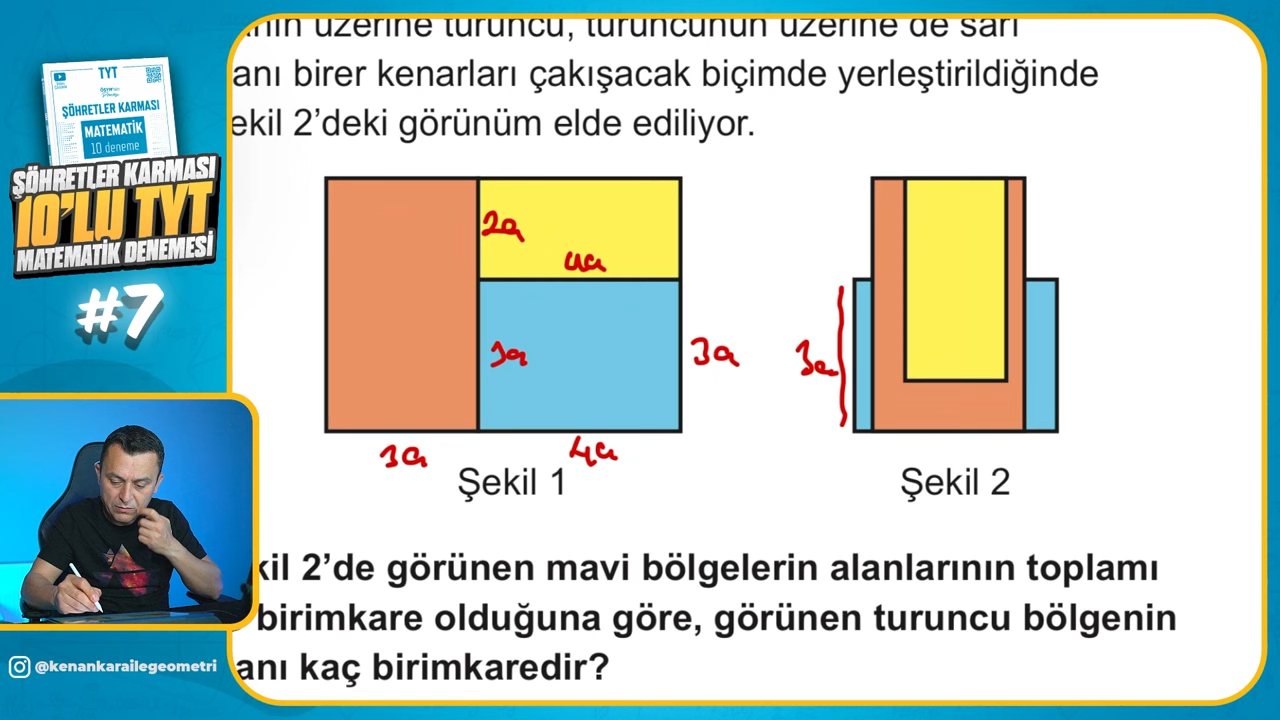 TYT
ŞÖHRETLER KARMASI
MATEMATİK
10 deneme
ŞÖHRETLER KARMASI
10'LU TYT
MATEMATİK DENEMESİ
#7
@kenankarailegeometri
üzerine turuncu, turuncunun üzerine de sarı
anı birer kenarları çakışacak biçimde yerleştirildiğinde
ekil 2'deki görünüm elde ediliyor.
2a
4a
3a
3a
3a
3a
4a
Şekil 1
Şekil 2
kil 2'de görünen mavi bölgelerin alanlarının toplamı
birimkare olduğuna göre, görünen turuncu bölgenin
anı kaç birimkaredir?